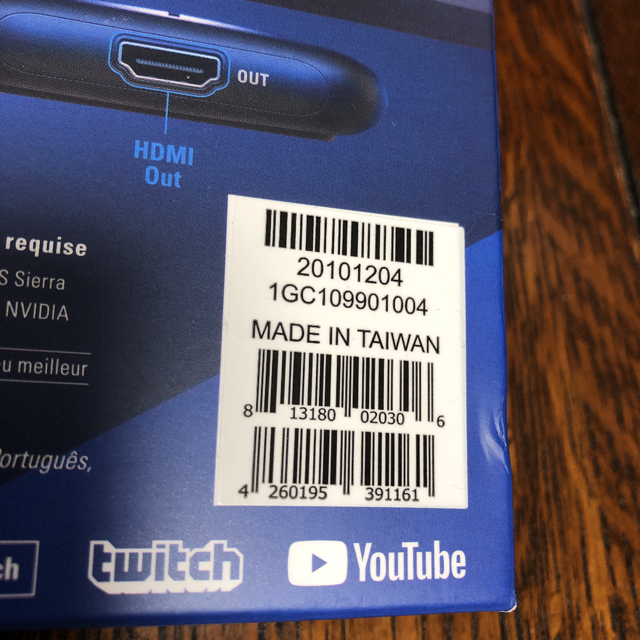 OUT
HDMI
Out
requise
S Sierra
NVIDIA
meilleur
20101204
1GC109901004
MADE IN TAIWAN
8 13180 02030 6
4 260195 391161
Português,
twitch
YouTube